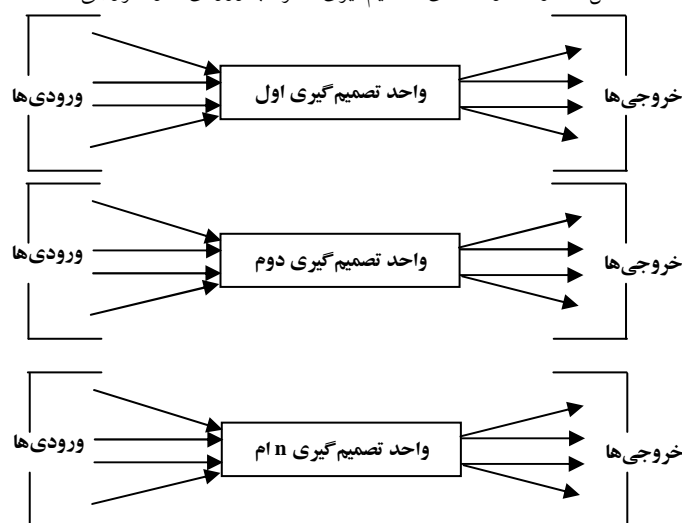 ورودی‌ها
واحد تصمیم‌گیری اول
خروجی‌ها
ورودی‌ها
واحد تصمیم‌گیری دوم
خروجی‌ها
ورودی‌ها
واحد تصمیم‌گیری n ام
خروجی‌ها